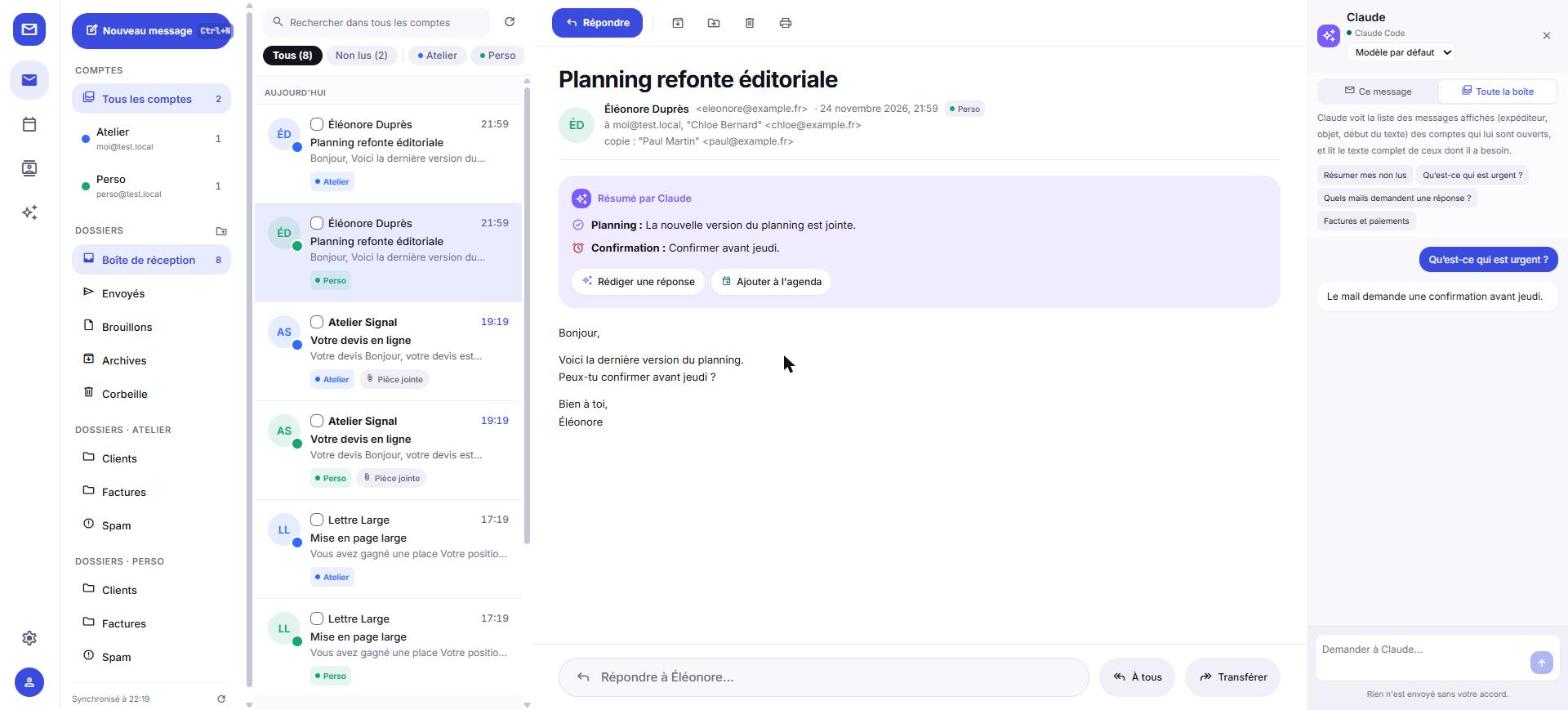 Nouveau message Ctrl+N
COMPTES
Tous les comptes 2
Atelier 1
moi@test.local
Perso 1
perso@test.local
DOSSIERS
Boîte de réception 8
Envoyés
Brouillons
Archives
Corbeille
DOSSIERS · ATELIER
Clients
Factures
Spam
DOSSIERS · PERSO
Clients
Factures
Spam
Synchronisé à 22:19
Rechercher dans tous les comptes
Tous (8) Non lus (2) Atelier Perso
AUJOURD'HUI
ÉD Éléonore Duprès 21:59
Planning refonte éditoriale
Bonjour, Voici la dernière version du...
Atelier
ÉD Éléonore Duprès 21:59
Planning refonte éditoriale
Bonjour, Voici la dernière version du...
Perso
AS Atelier Signal 19:19
Votre devis en ligne
Votre devis Bonjour, votre devis est...
Atelier Pièce jointe
AS Atelier Signal 19:19
Votre devis en ligne
Votre devis Bonjour, votre devis est...
Perso Pièce jointe
LL Lettre Large 17:19
Mise en page large
Vous avez gagné une place Votre positio...
Atelier
LL Lettre Large 17:19
Mise en page large
Vous avez gagné une place Votre positio...
Perso
Répondre
Planning refonte éditoriale
ÉD Éléonore Duprès <eleonore@example.fr> · 24 novembre 2026, 21:59 Perso
à moi@test.local, "Chloe Bernard" <chloe@example.fr>
copie : "Paul Martin" <paul@example.fr>
Résumé par Claude
Planning : La nouvelle version du planning est jointe.
Confirmation : Confirmer avant jeudi.
Rédiger une réponse Ajouter à l'agenda
Bonjour,
Voici la dernière version du planning.
Peux-tu confirmer avant jeudi ?
Bien à toi,
Éléonore
Répondre à Éléonore... À tous Transférer
Claude
Claude Code
Modèle par défaut
Ce message Toute la boîte
Claude voit la liste des messages affichés (expéditeur,
objet, début du texte) des comptes qui lui sont ouverts,
et lit le texte complet de ceux dont il a besoin.
Résumer mes non lus Qu'est-ce qui est urgent ?
Quels mails demandent une réponse ?
Factures et paiements
Qu'est-ce qui est urgent ?
Le mail demande une confirmation avant jeudi.
Demander à Claude...
Rien n'est envoyé sans votre accord.